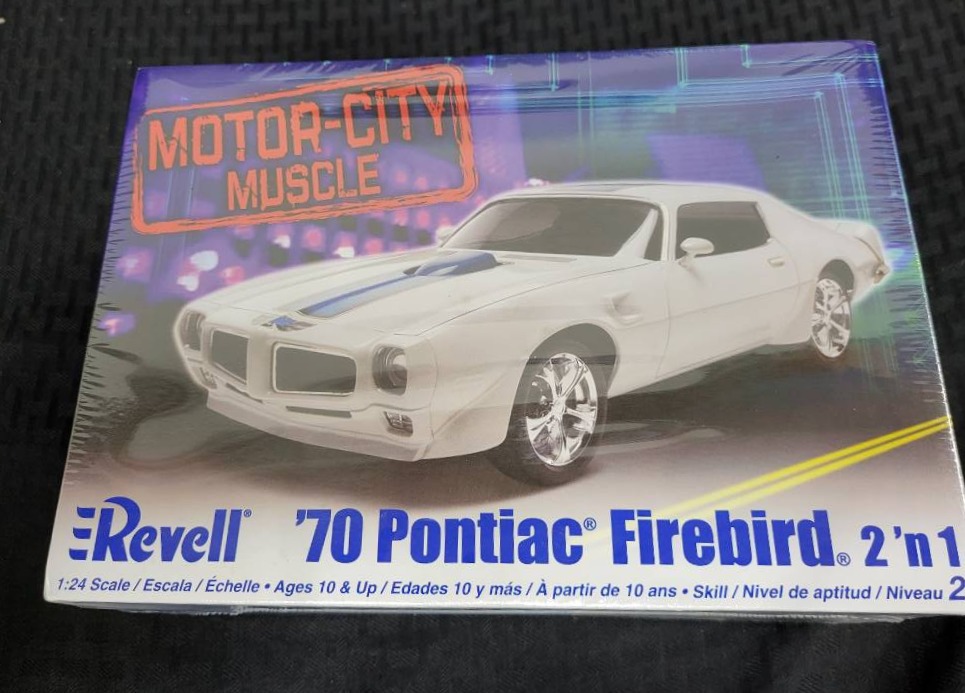 MOTOR-CITY
MUSCLE
Revell® '70 Pontiac® Firebird® 2 'n 1
1:24 Scale / Escala / Échelle • Ages 10 & Up / Edades 10 y más / À partir de 10 ans • Skill / Nivel de aptitud / Niveau 2